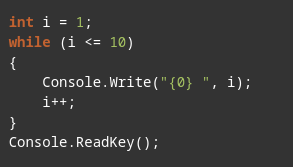 int i = 1;
while (i <= 10)
{
    Console.Write("{0} ", i);
    i++;
}
Console.ReadKey();